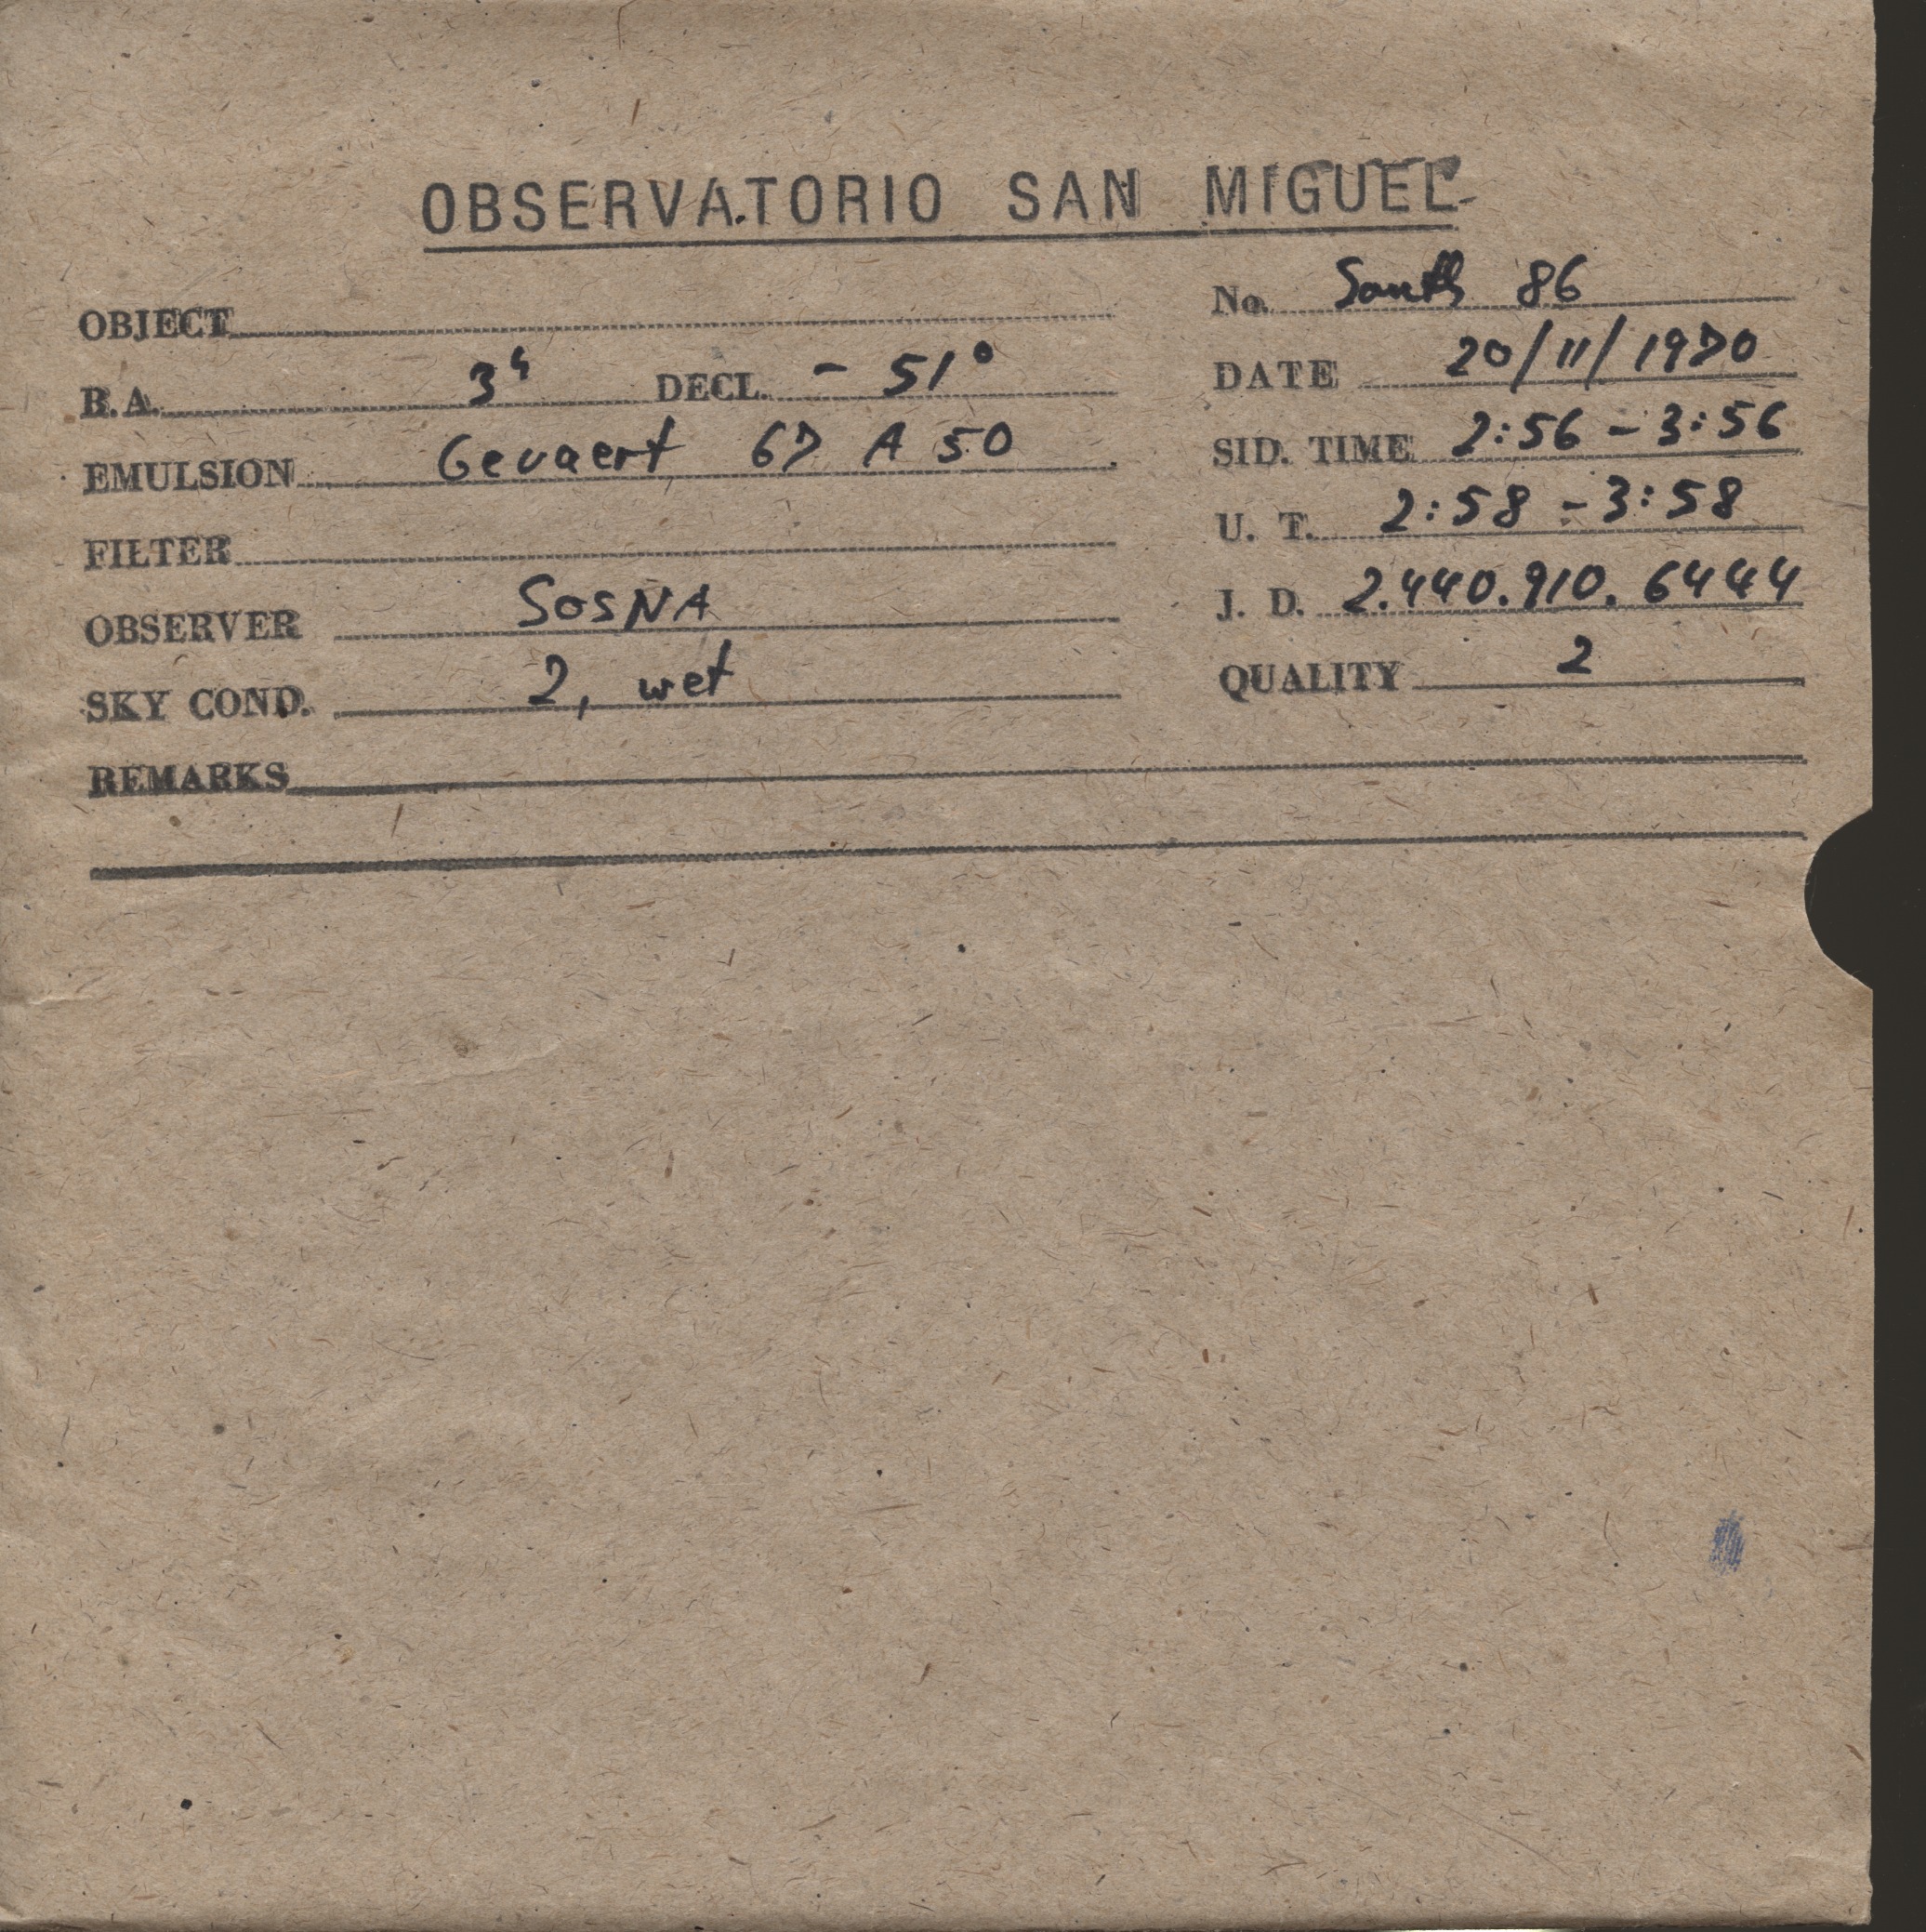 OBSERVATORIO SAN MIGUEL
OBJECT
No. South 86
R.A. 3h DECL. - 51°
DATE 20/11/1970
EMULSION Gevaert 67 A 50
SID. TIME 2:56 - 3:56
FILTER
U. T. 2:58 - 3:58
OBSERVER SOSNA
J. D. 2.440.910.6444
SKY COND. 2, wet
QUALITY 2
REMARKS